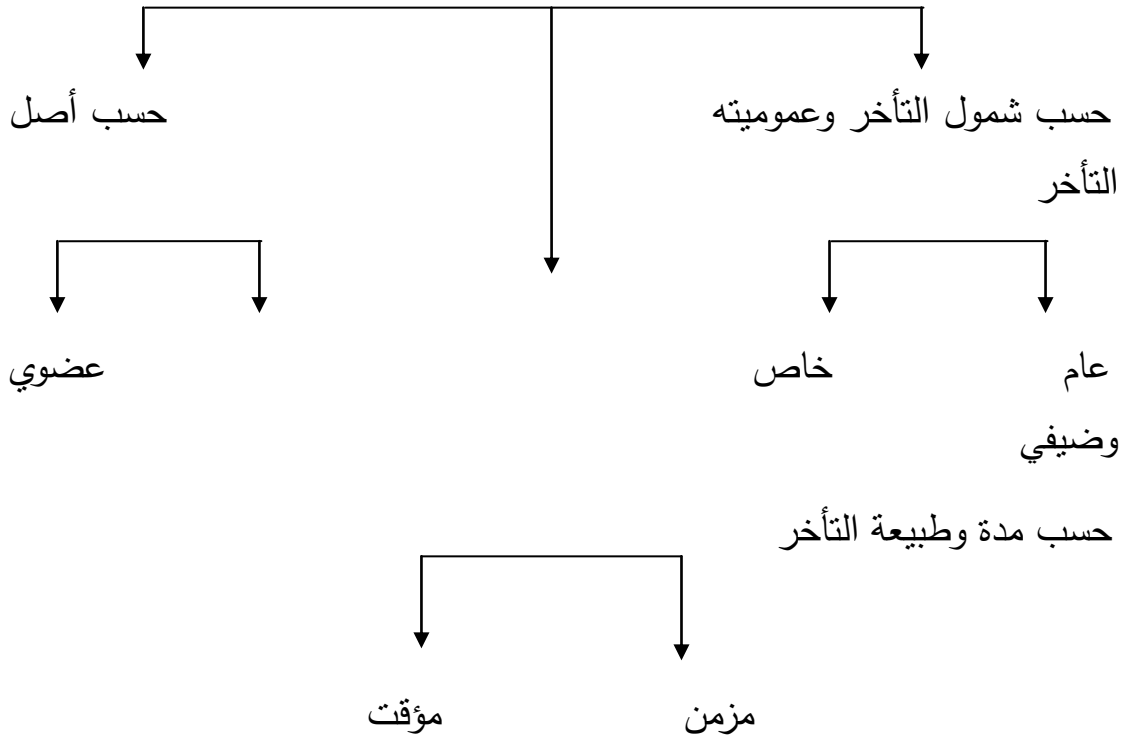 حسب شمول التأخر وعموميته حسب أصل
التأخر
عام خاص عضوي
وضيفي
حسب مدة وطبيعة التأخر
مزمن مؤقت